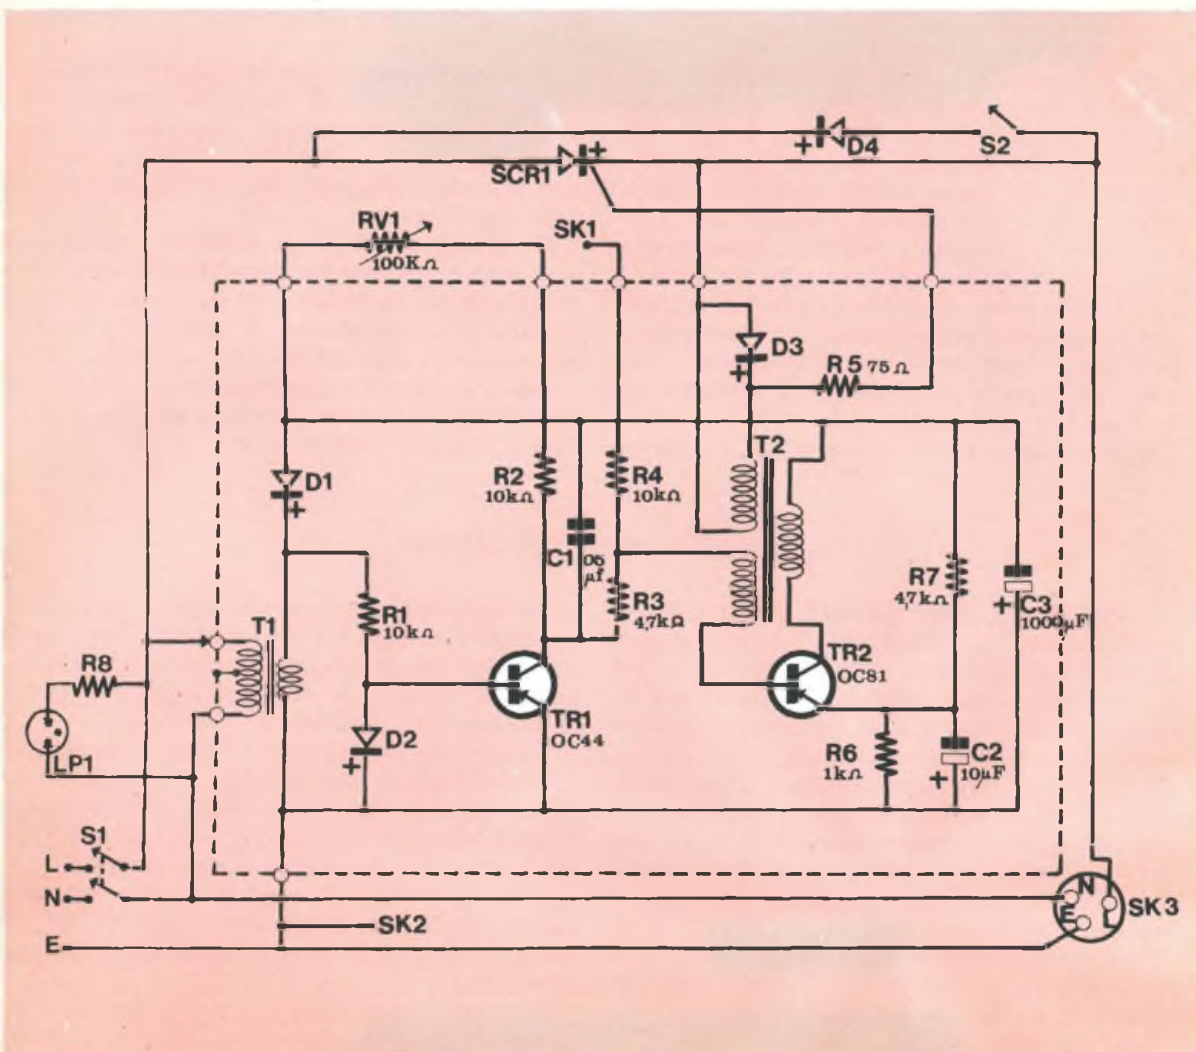 D4
S2
+
SCR1
+
RV1
100KΩ
SK1
D3
+
R5 75Ω
T2
D1
+
R2
10kΩ
R4
10kΩ
C1 .05
μf
R1
10kΩ
R3
4,7kΩ
R7
4,7kΩ
C3
+
1000μF
T1
R8
LP1
D2
+
TR1
OC44
TR2
OC81
R6
1kΩ
C2
+
10μF
S1
L
N
SK2
E
N
E
L
SK3